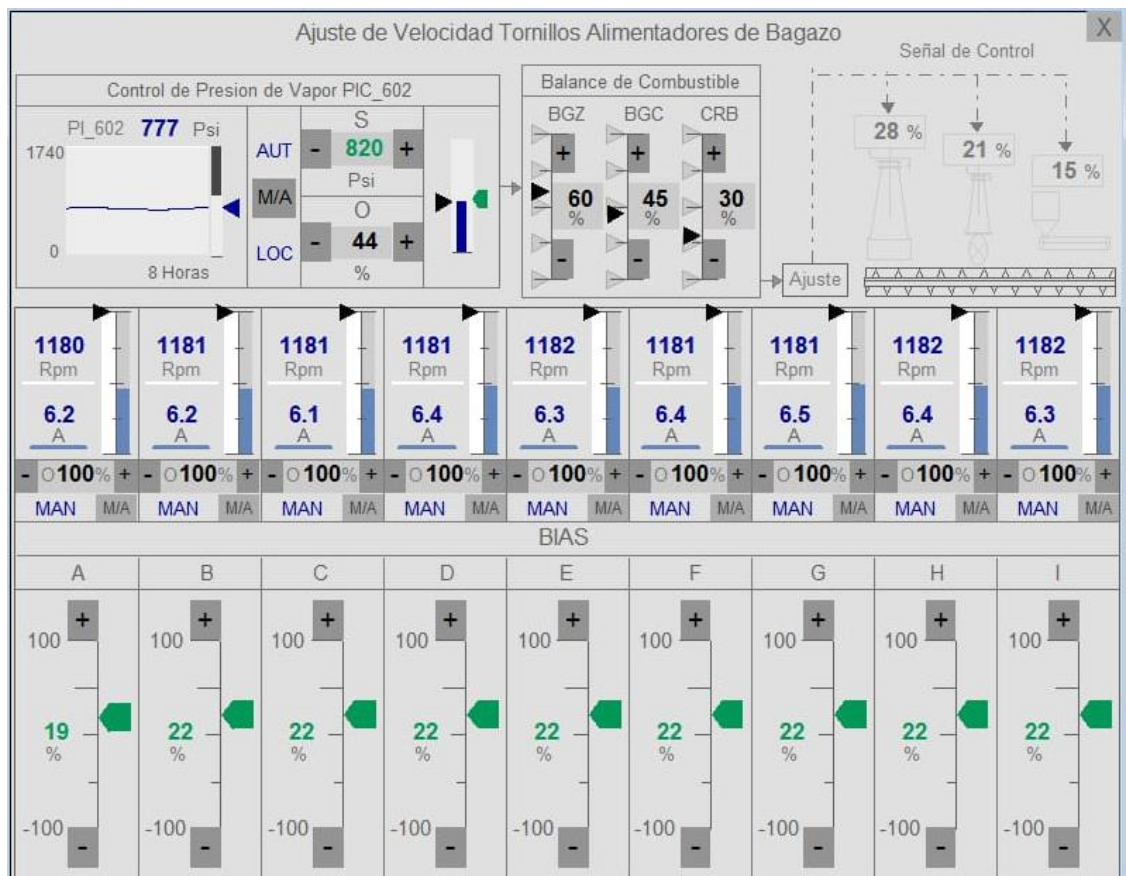 Ajuste de Velocidad Tornillos Alimentadores de Bagazo
X
Señal de Control
Control de Presion de Vapor PIC_602
PI_602 777 Psi
1740
0
8 Horas
AUT
M/A
LOC
S
- 820 +
Psi
O
- 44 +
%
Balance de Combustible
BGZ BGC CRB
+ + +
60 45 30
% % %
- - -
28 %
21 %
15 %
Ajuste
1180 1181 1181 1181 1182 1181 1181 1182 1182
Rpm Rpm Rpm Rpm Rpm Rpm Rpm Rpm Rpm
6.2 6.2 6.1 6.4 6.3 6.4 6.5 6.4 6.3
A A A A A A A A A
- O 100% + - O 100% + - O 100% + - O 100% + - O 100% + - O 100% + - O 100% + - O 100% + - O 100% +
MAN M/A MAN M/A MAN M/A MAN M/A MAN M/A MAN M/A MAN M/A MAN M/A MAN M/A
BIAS
A B C D E F G H I
+ + + + + + + + +
100 100 100 100 100 100 100 100 100
19 22 22 22 22 22 22 22 22
% % % % % % % % %
-100 -100 -100 -100 -100 -100 -100 -100 -100
- - - - - - - - -